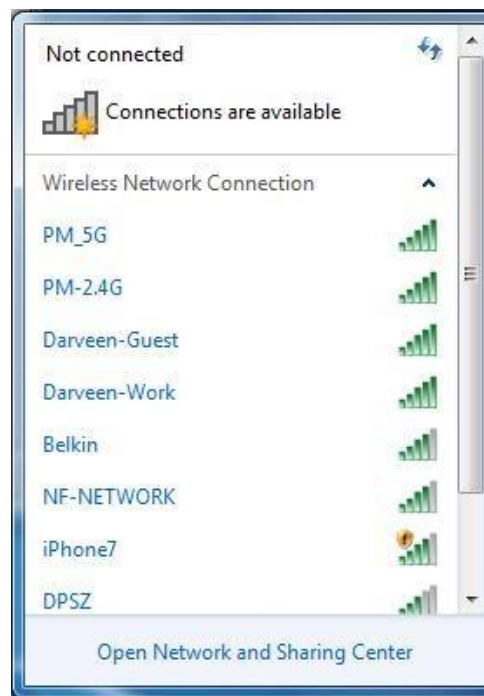 Not connected
Connections are available
Wireless Network Connection
PM_5G
PM-2.4G
Darveen-Guest
Darveen-Work
Belkin
NF-NETWORK
iPhone7
DPSZ
Open Network and Sharing Center